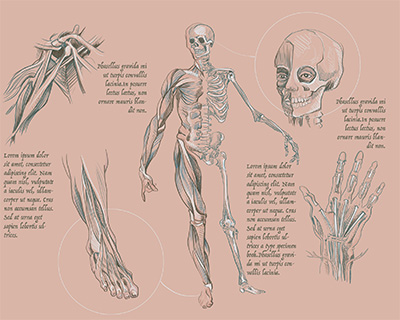 Phasellus gravida mi
ut turpis convallis
lacinia.In posuere
lectus lectus, non
ornare mauris blan-
dit non.
Phasellus gravida mi
ut turpis convallis
lacinia.In posuere
lectus lectus, non
ornare mauris blan-
dit non.
Lorem ipsum dolor
sit amet, consectetur
adipiscing elit. Nam
quam nisl, vulputate
a iaculis vel, ullam-
corper ut neque. Cras
non accumsan tellus.
Sed at urna eget
sapien lobortis ul-
trices.
Lorem ipsum dolor
sit amet, consectetur
adipiscing elit. Nam
quam nisl, vulputate
a iaculis vel, ullam-
corper ut neque. Cras
non accumsan tellus.
Sed at urna eget
sapien lobortis ul-
trices a type specimen
book.Phasellus grav-
ida mi ut turpis con-
vallis lacinia.